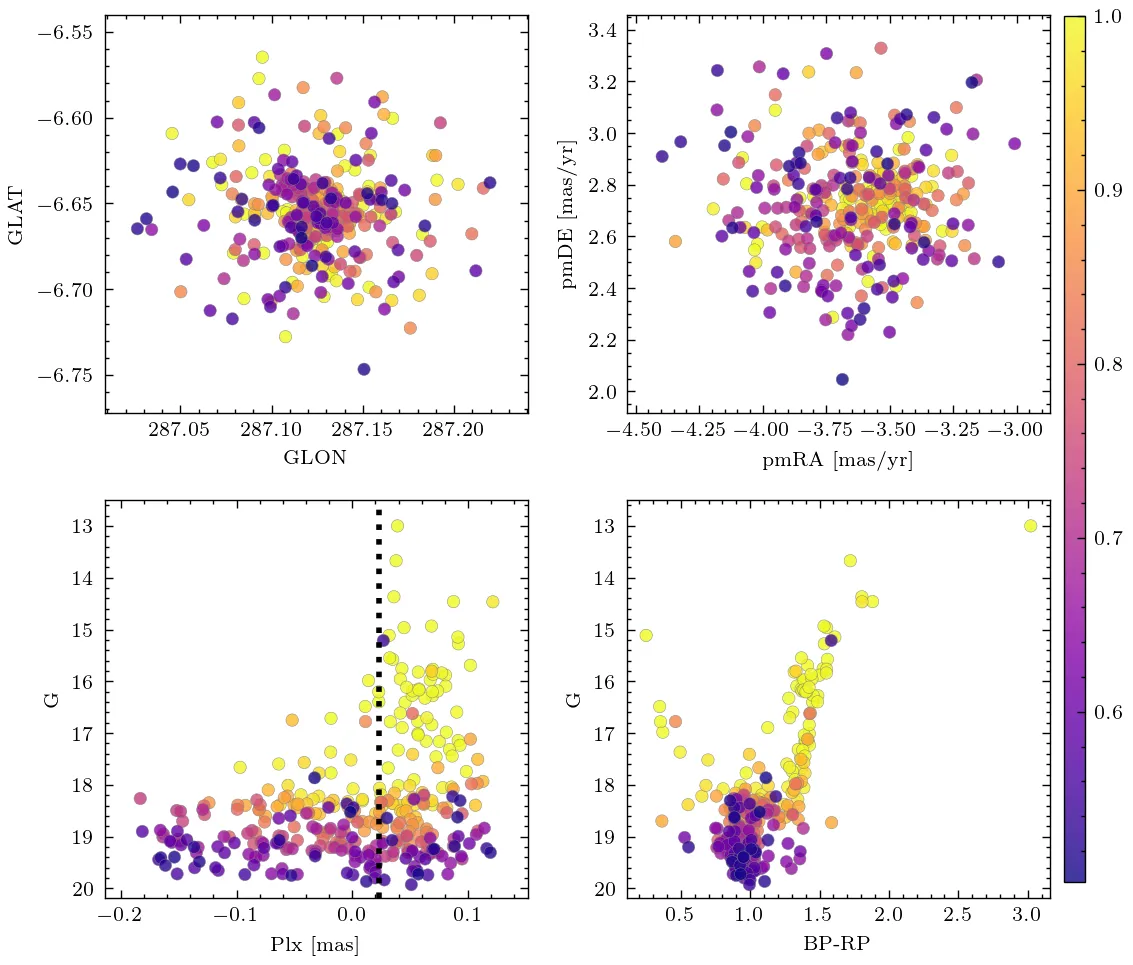 −6.55
−6.60
−6.65
−6.70
−6.75
GLAT
287.05 287.10 287.15 287.20
GLON
3.4
3.2
3.0
2.8
2.6
2.4
2.2
2.0
pmDE [mas/yr]
−4.50 −4.25 −4.00 −3.75 −3.50 −3.25 −3.00
pmRA [mas/yr]
1.0
0.9
0.8
0.7
0.6
13
14
15
16
17
18
19
20
G
−0.2 −0.1 0.0 0.1
Plx [mas]
13
14
15
16
17
18
19
20
G
0.5 1.0 1.5 2.0 2.5 3.0
BP-RP